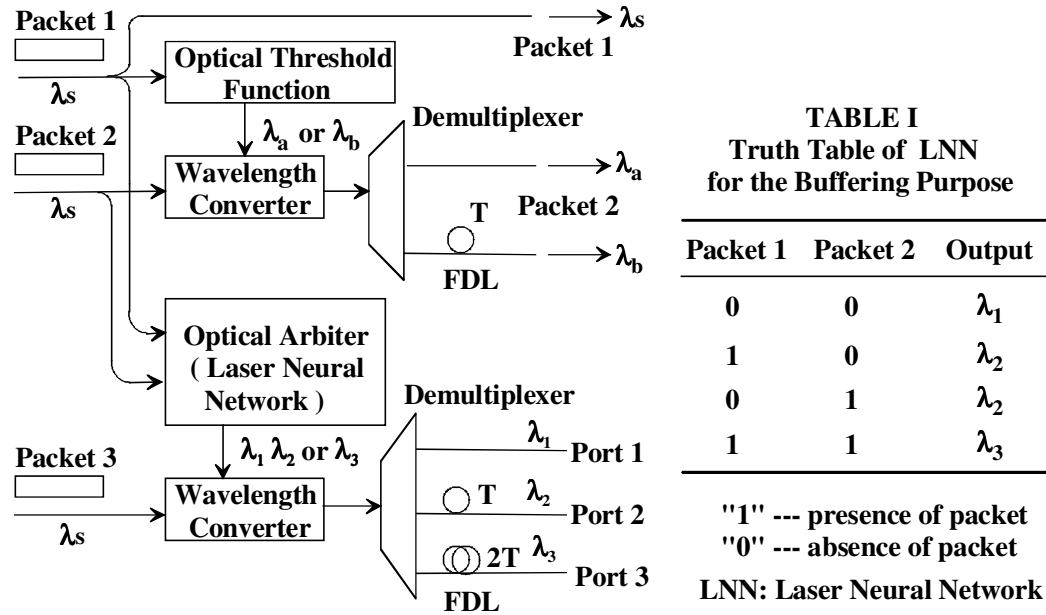 Packet 1
λs
λs
Packet 1
Optical Threshold
Function
λa or λb
Packet 2
λs
Wavelength
Converter
Demultiplexer
λa
Packet 2
T
λb
FDL
Optical Arbiter
( Laser Neural
Network )
λ1 λ2 or λ3
Packet 3
λs
Wavelength
Converter
Demultiplexer
λ1
Port 1
T
λ2
Port 2
2T
λ3
Port 3
FDL
TABLE I
Truth Table of LNN
for the Buffering Purpose
Packet 1 Packet 2 Output
0 0 λ1
1 0 λ2
0 1 λ2
1 1 λ3
"1" --- presence of packet
"0" --- absence of packet
LNN: Laser Neural Network